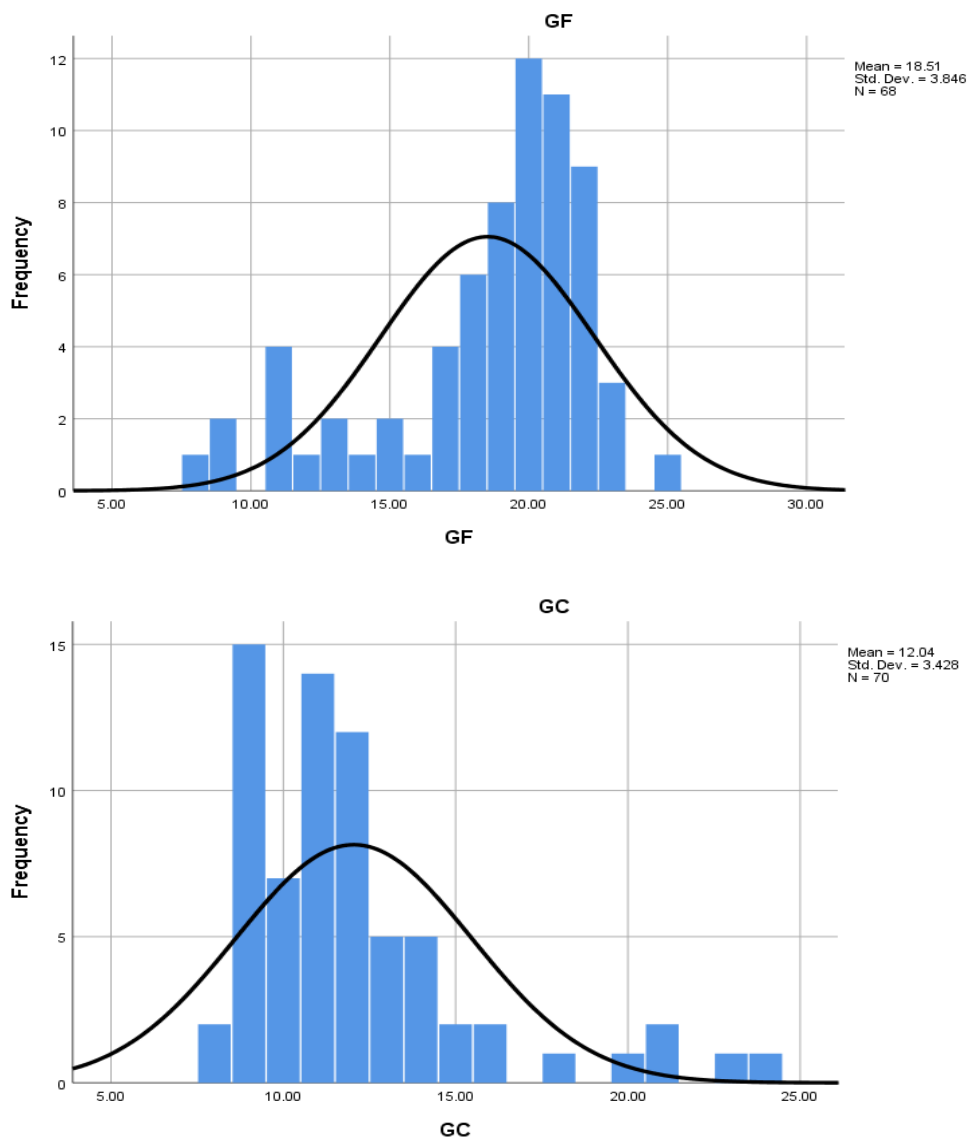 GF
Mean = 18.51
Std. Dev. = 3.846
N = 68
12
10
8
6
4
2
0
Frequency
5.00 10.00 15.00 20.00 25.00 30.00
GF
GC
Mean = 12.04
Std. Dev. = 3.428
N = 70
15
10
5
0
Frequency
5.00 10.00 15.00 20.00 25.00
GC